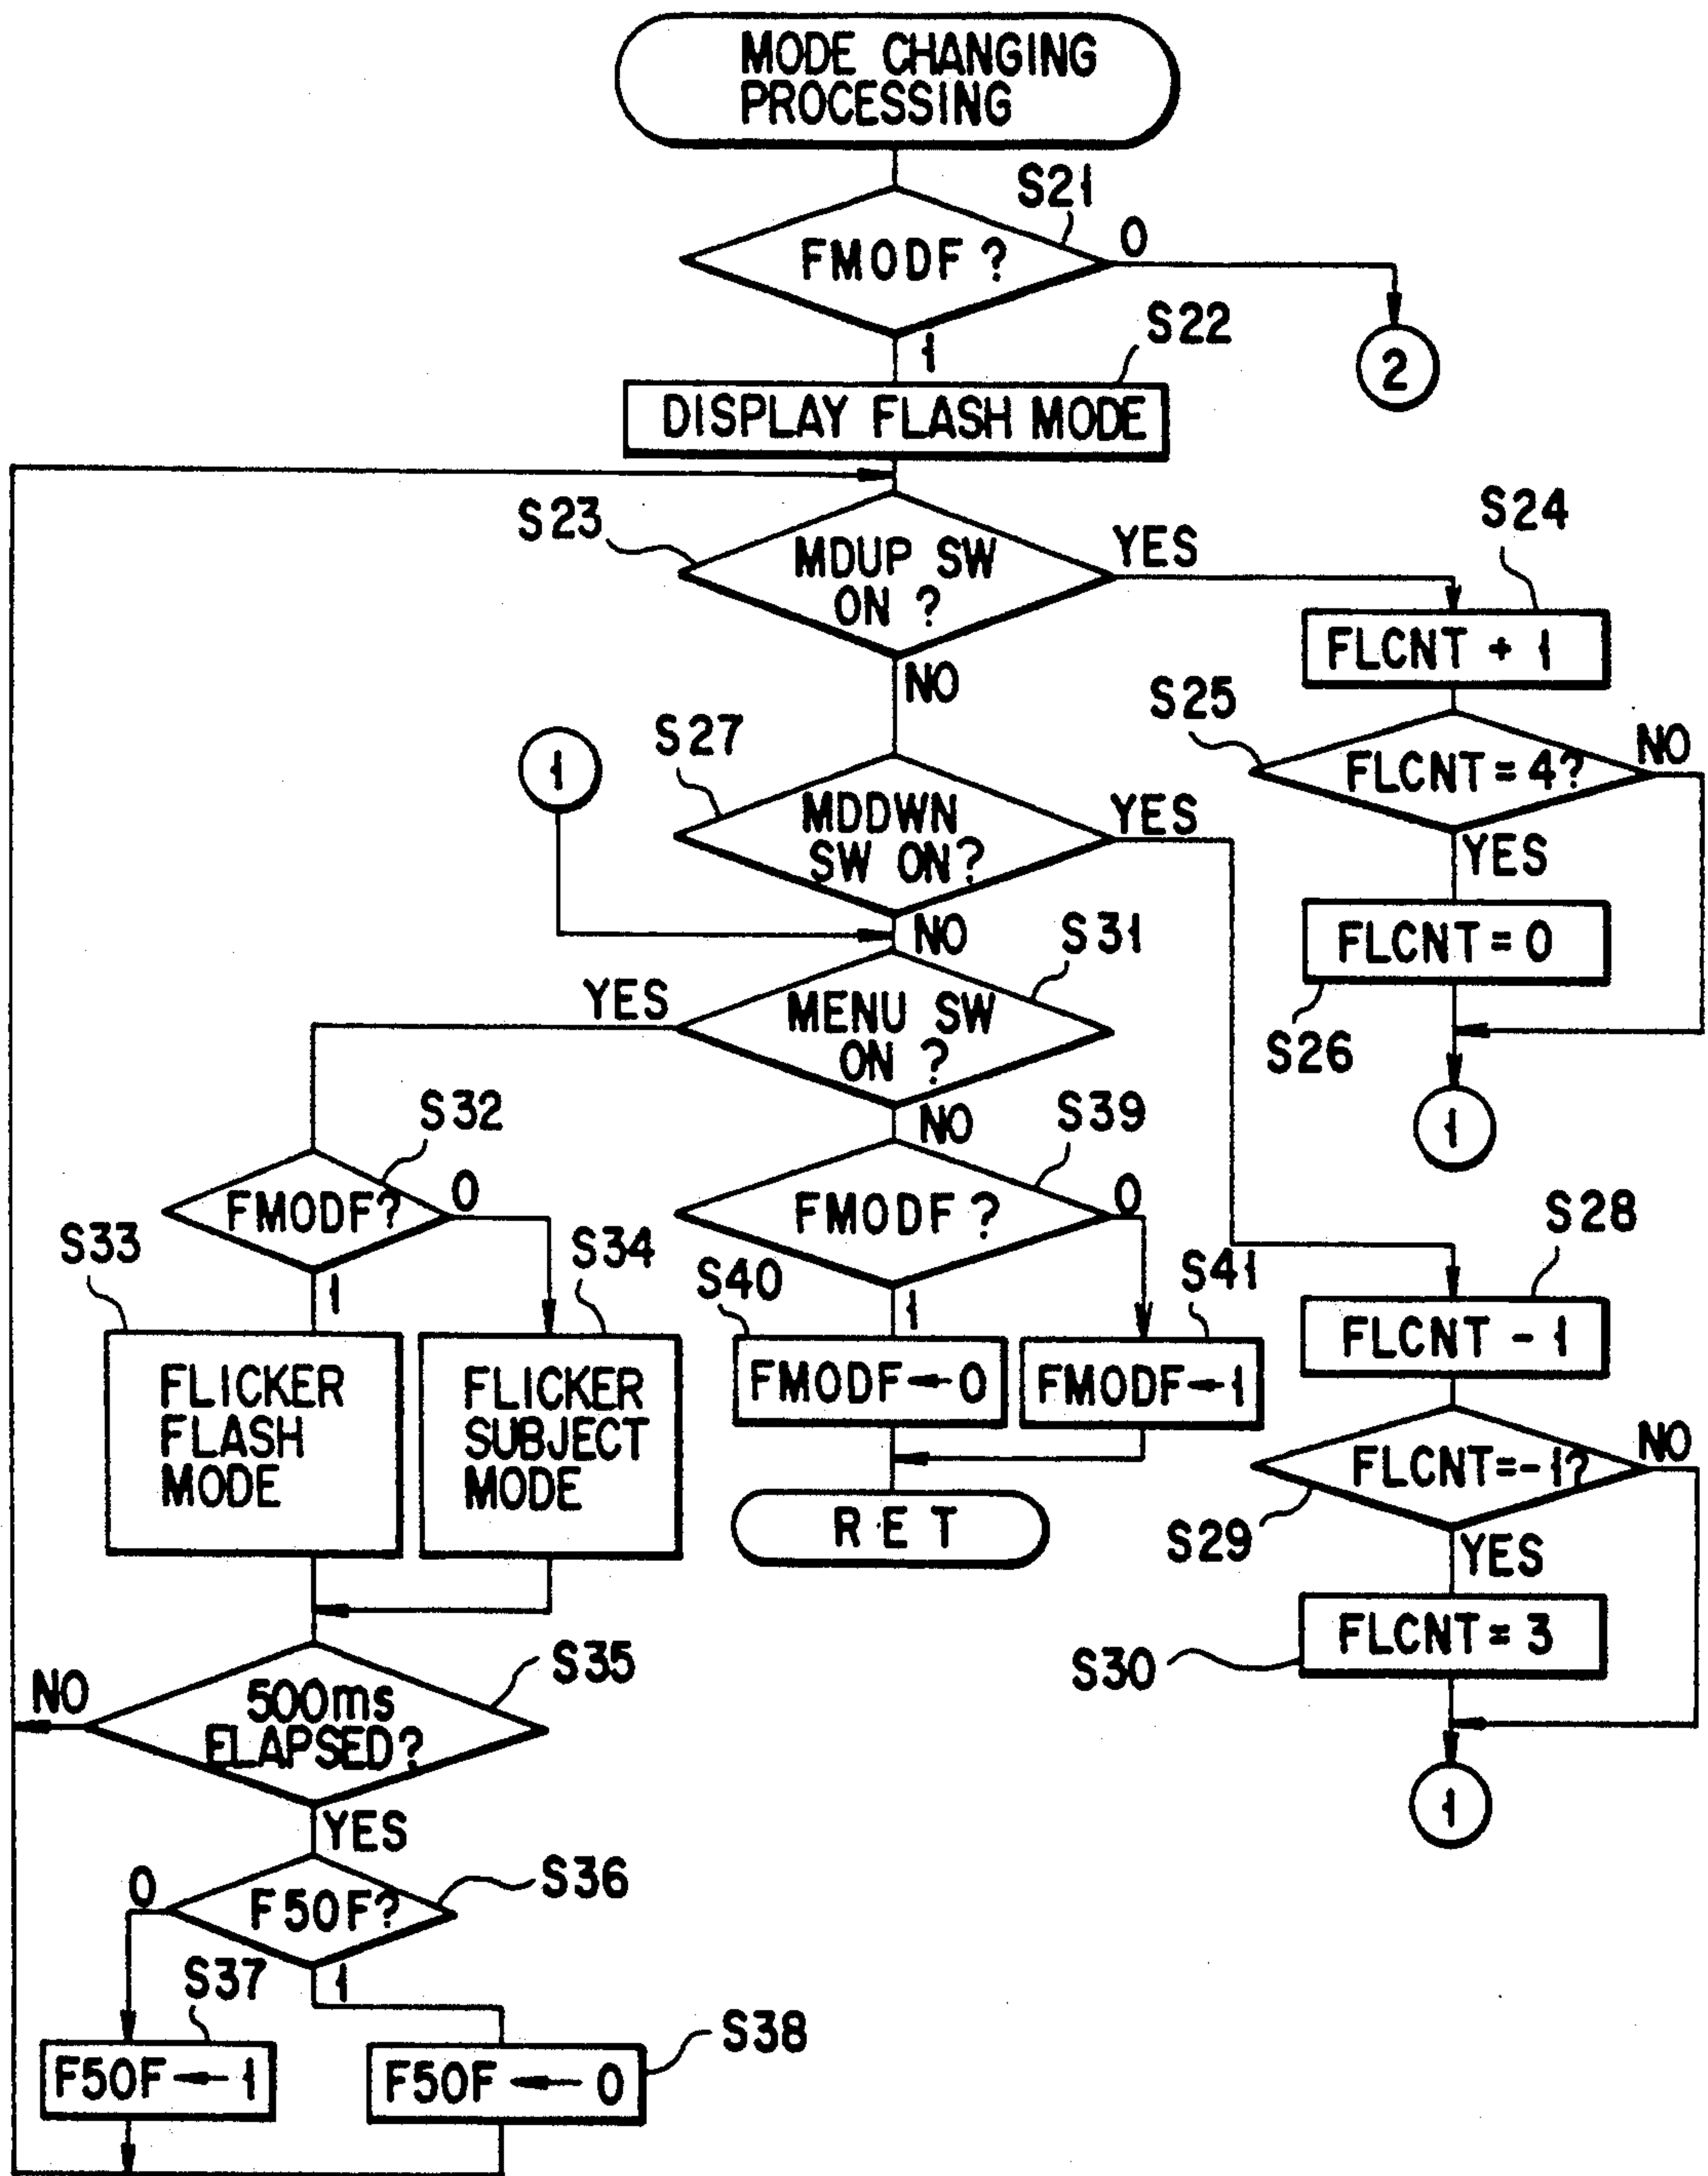 MODE CHANGING
PROCESSING
S21
FMODF ?
0
1
S22
2
DISPLAY FLASH MODE
S23
MDUP SW
ON ?
YES
NO
S24
FLCNT + 1
S25
FLCNT = 4?
NO
YES
FLCNT = 0
S26
1
1
S27
MDDWN
SW ON?
YES
NO
S31
YES
MENU SW
ON ?
NO
S32
FMODF?
0
1
S39
FMODF ?
0
1
S33
FLICKER
FLASH
MODE
S34
FLICKER
SUBJECT
MODE
S40
FMODF←0
S41
FMODF←1
RET
S28
FLCNT - 1
FLCNT=-1?
NO
S29
YES
FLCNT = 3
S30
1
S35
NO
500ms
ELAPSED?
YES
S36
0
F50F?
1
S37
F50F←1
S38
F50F ← 0